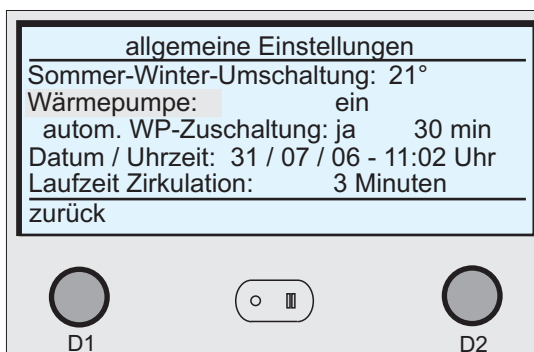 allgemeine Einstellungen
Sommer-Winter-Umschaltung: 21°
Wärmepumpe: ein
autom. WP-Zuschaltung: ja 30 min
Datum / Uhrzeit: 31 / 07 / 06 - 11:02 Uhr
Laufzeit Zirkulation: 3 Minuten
zurück
D1 D2